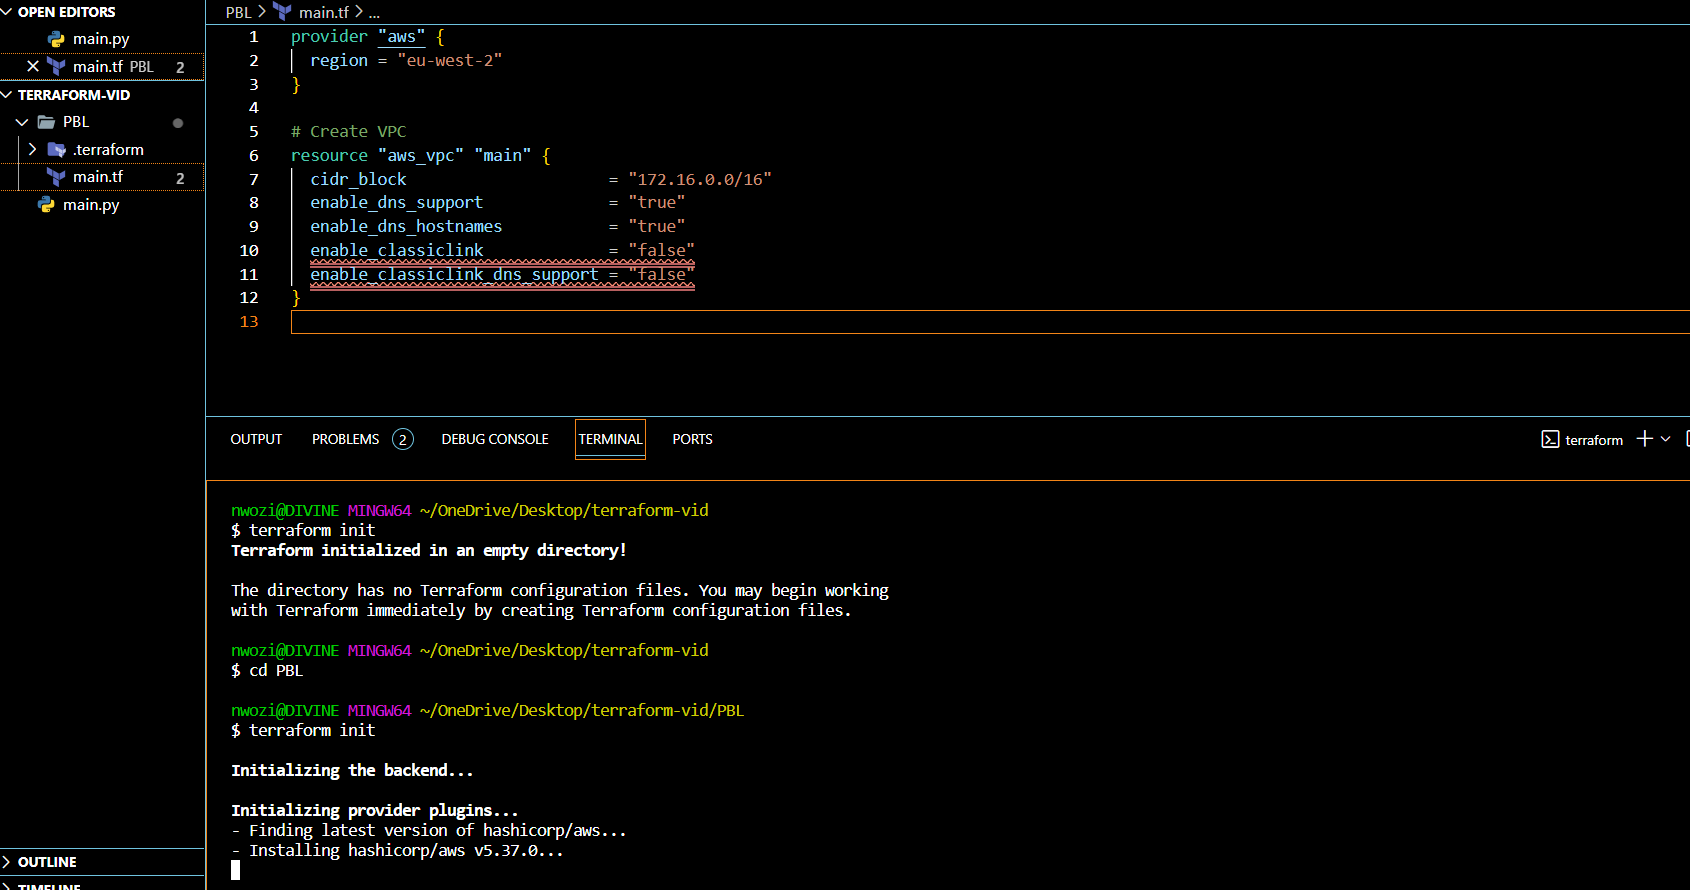 OPEN EDITORS
main.py
main.tf PBL 2
TERRAFORM-VID
PBL
.terraform
main.tf 2
main.py
OUTLINE
TIMELINE
PBL > main.tf > ...
1 provider "aws" {
2 region = "eu-west-2"
3 }
4
5 # Create VPC
6 resource "aws_vpc" "main" {
7 cidr_block = "172.16.0.0/16"
8 enable_dns_support = "true"
9 enable_dns_hostnames = "true"
10 enable_classiclink = "false"
11 enable_classiclink_dns_support = "false"
12 }
13
OUTPUT PROBLEMS 2 DEBUG CONSOLE TERMINAL PORTS terraform
nwozi@DIVINE MINGW64 ~/OneDrive/Desktop/terraform-vid
$ terraform init
Terraform initialized in an empty directory!
The directory has no Terraform configuration files. You may begin working
with Terraform immediately by creating Terraform configuration files.
nwozi@DIVINE MINGW64 ~/OneDrive/Desktop/terraform-vid
$ cd PBL
nwozi@DIVINE MINGW64 ~/OneDrive/Desktop/terraform-vid/PBL
$ terraform init
Initializing the backend...
Initializing provider plugins...
- Finding latest version of hashicorp/aws...
- Installing hashicorp/aws v5.37.0...